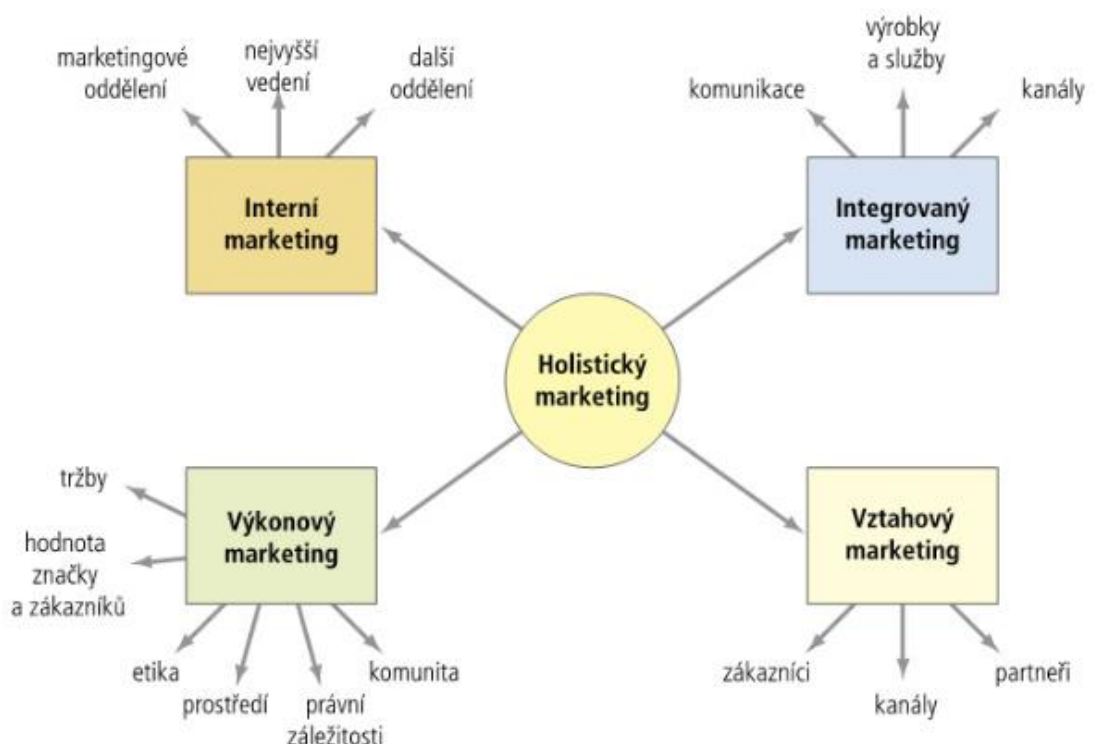 marketingové
oddělení
nejvyšší
vedení
další
oddělení
Interní
marketing
výrobky
a služby
komunikace
kanály
Integrovaný
marketing
Holistický
marketing
tržby
hodnota
značky
a zákazníků
Výkonový
marketing
etika
prostředí
právní
záležitosti
komunita
Vztahový
marketing
zákazníci
kanály
partneři